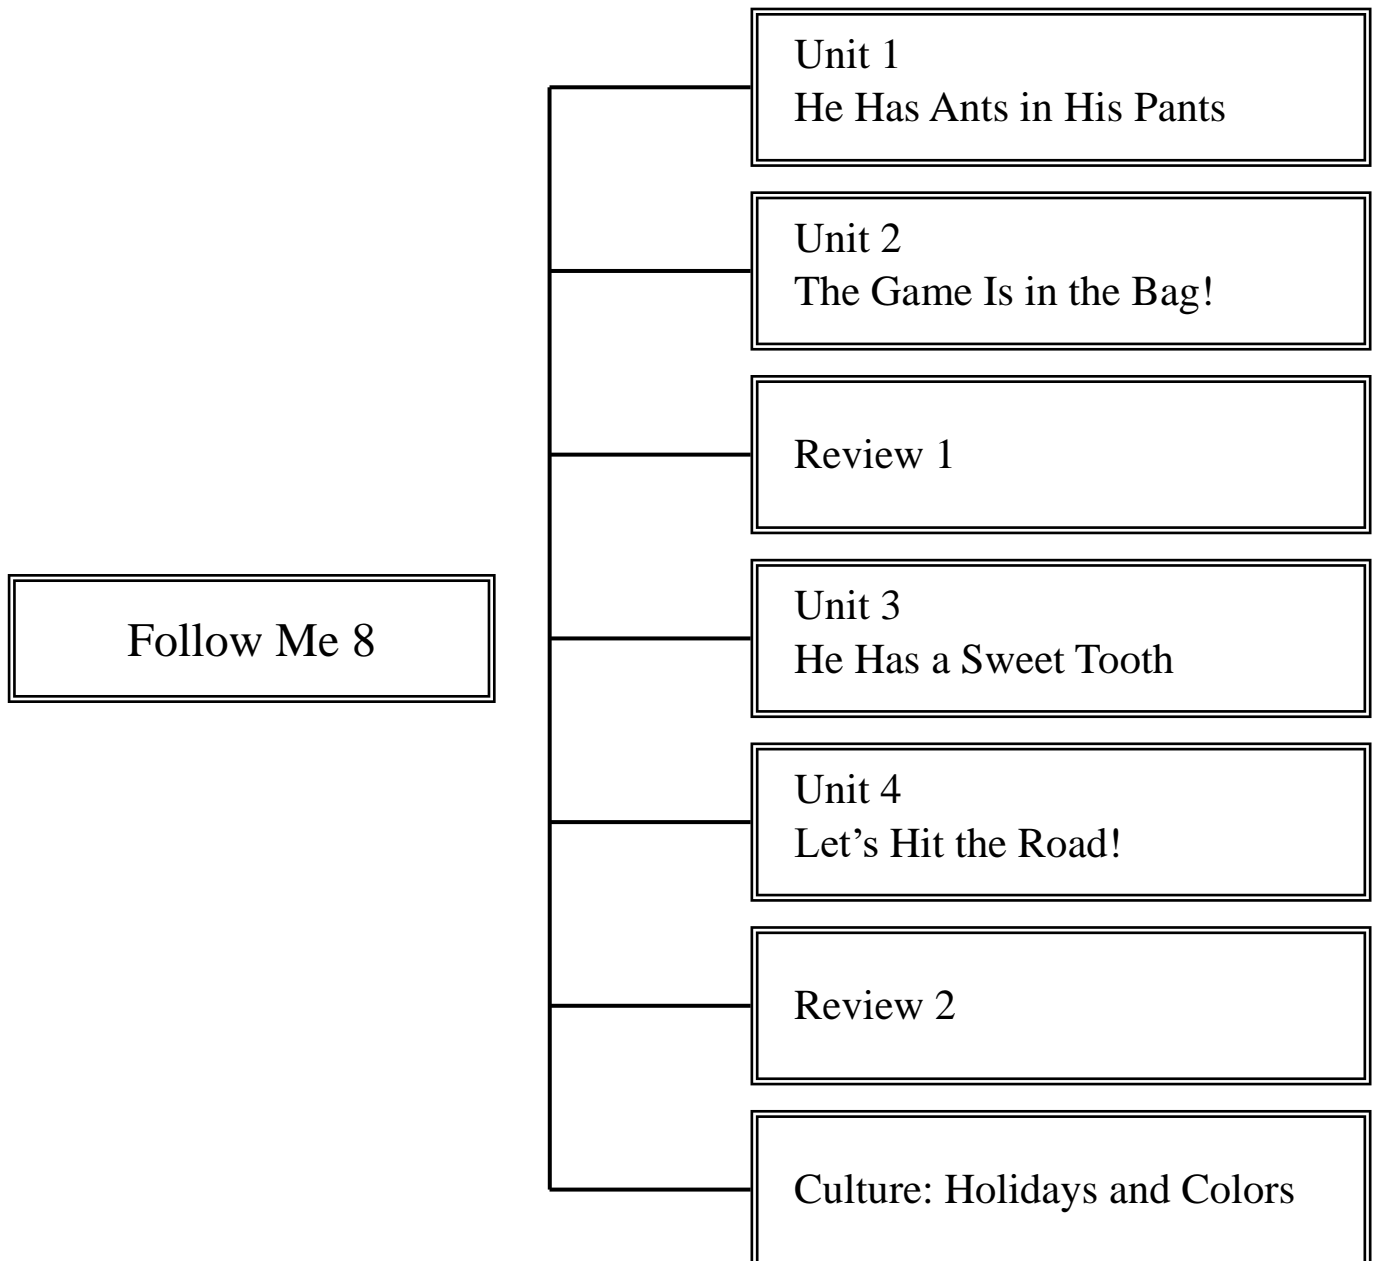 Follow Me 8
Unit 1
He Has Ants in His Pants
Unit 2
The Game Is in the Bag!
Review 1
Unit 3
He Has a Sweet Tooth
Unit 4
Let’s Hit the Road!
Review 2
Culture: Holidays and Colors